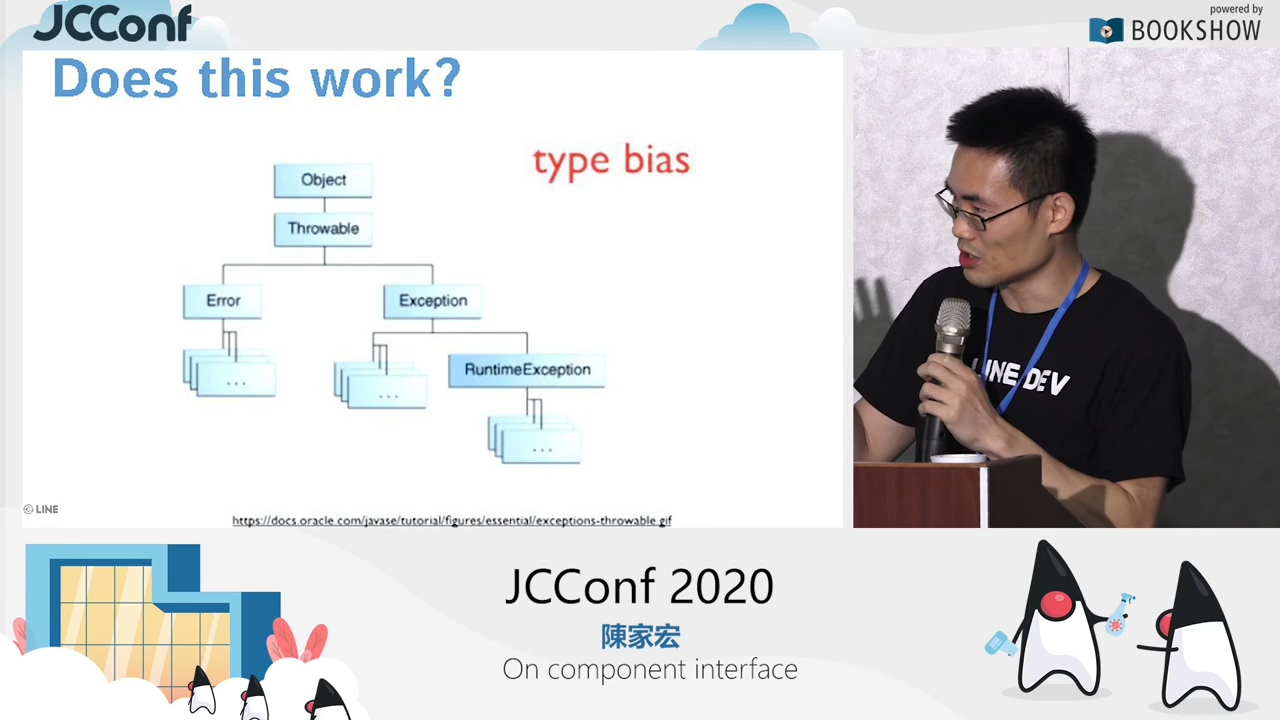 JCConf
powered by
BOOKSHOW
Does this work?
type bias
Object
Throwable
Error
Exception
RuntimeException
...
...
...
© LINE
https://docs.oracle.com/javase/tutorial/figures/essential/exceptions-throwable.gif
LINE DEV
JCConf 2020
陳家宏
On component interface